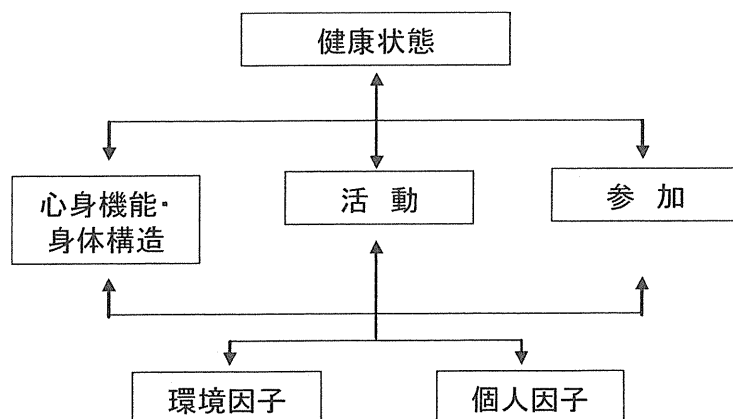 健康状態
心身機能・
身体構造
活 動
参 加
環境因子
個人因子